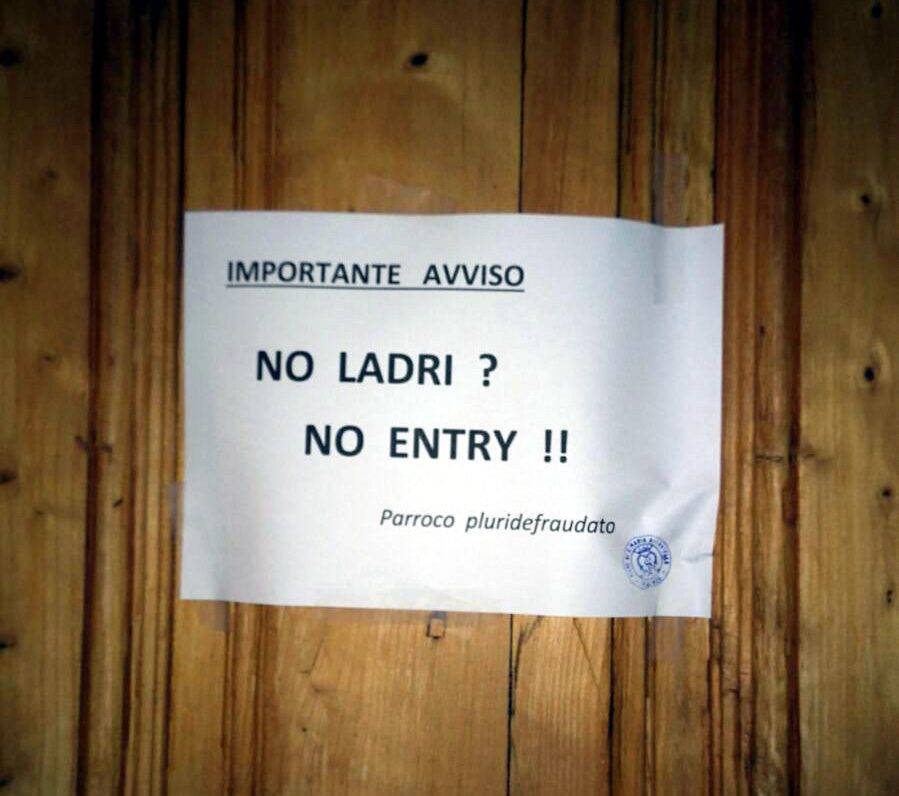 IMPORTANTE AVVISO
NO LADRI ?
NO ENTRY !!
Parroco pluridefraudato